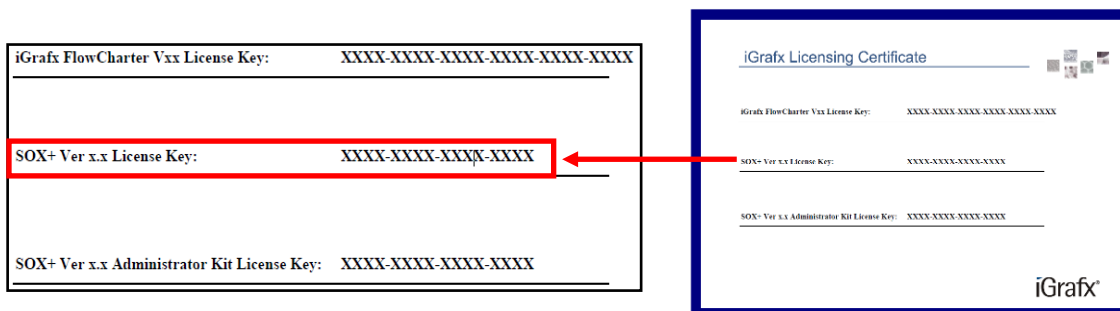 iGrafx FlowCharter Vxx License Key: XXXX-XXXX-XXXX-XXXX-XXXX-XXXX
SOX+ Ver x.x License Key: XXXX-XXXX-XXXX-XXXX
SOX+ Ver x.x Administrator Kit License Key: XXXX-XXXX-XXXX-XXXX
iGrafx Licensing Certificate
iGrafx FlowCharter Vxx License Key: XXXX-XXXX-XXXX-XXXX-XXXX-XXXX
SOX+ Ver x.x License Key: XXXX-XXXX-XXXX-XXXX
SOX+ Ver x.x Administrator Kit License Key: XXXX-XXXX-XXXX-XXXX
iGrafx®